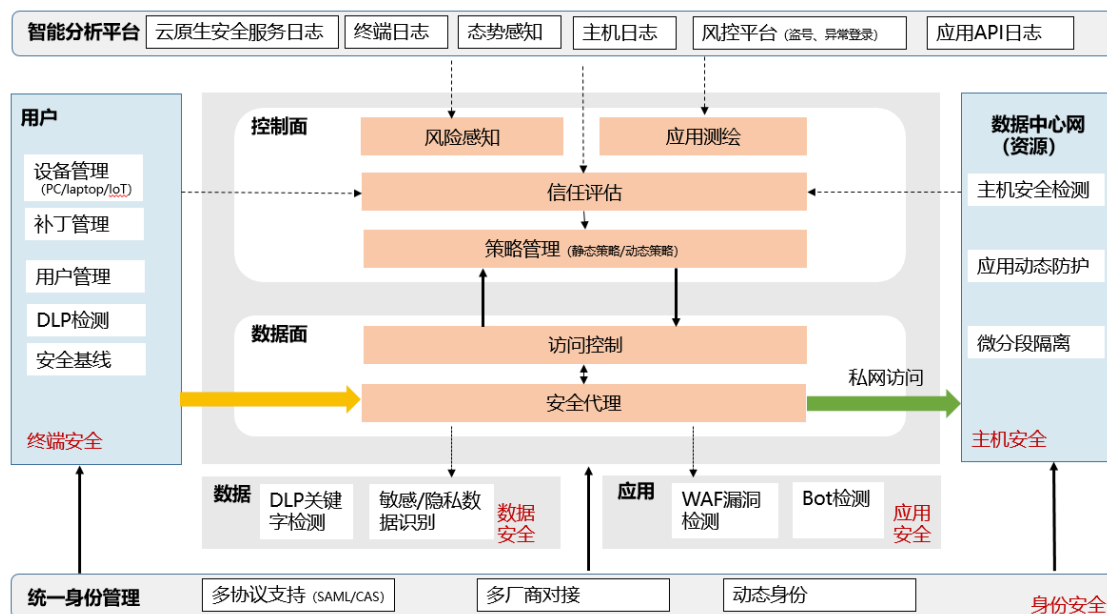 智能分析平台
云原生安全服务日志
终端日志
态势感知
主机日志
风控平台（盗号、异常登录）
应用API日志
用户
设备管理
(PC/laptop/IoT)
补丁管理
用户管理
DLP检测
安全基线
终端安全
控制面
风险感知
应用测绘
信任评估
策略管理（静态策略/动态策略）
数据面
访问控制
安全代理
私网访问
数据中心网
（资源）
主机安全检测
应用动态防护
微分段隔离
主机安全
数据
DLP关键
字检测
敏感/隐私数
据识别
数据
安全
应用
WAF漏洞
检测
Bot检测
应用
安全
统一身份管理
多协议支持（SAML/CAS）
多厂商对接
动态身份
身份安全